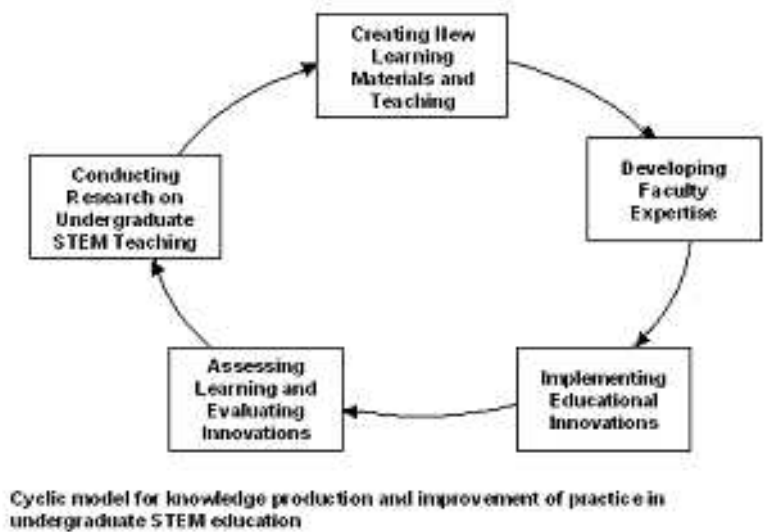 Creating New
Learning
Materials and
Teaching
Developing
Faculty
Expertise
Implementing
Educational
Innovations
Assessing
Learning and
Evaluating
Innovations
Conducting
Research on
Undergraduate
STEM Teaching
Cyclic model for knowledge production and improvement of practice in
undergraduate STEM education